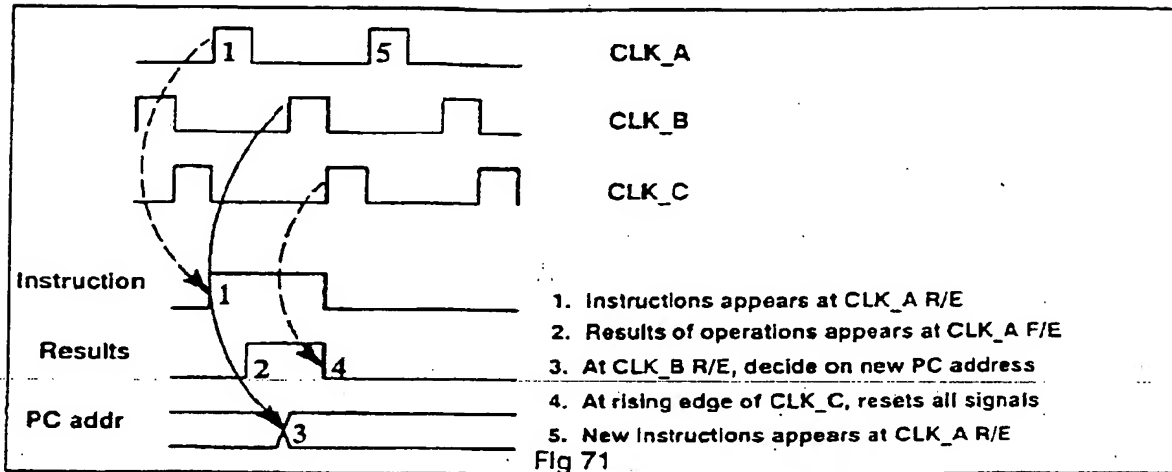 1 5 CLK_A
CLK_B
CLK_C
Instruction 1
1. Instructions appears at CLK_A R/E
Results 2 4
2. Results of operations appears at CLK_A F/E
3. At CLK_B R/E, decide on new PC address
PC addr 3
4. At rising edge of CLK_C, resets all signals
5. New Instructions appears at CLK_A R/E
Fig 71